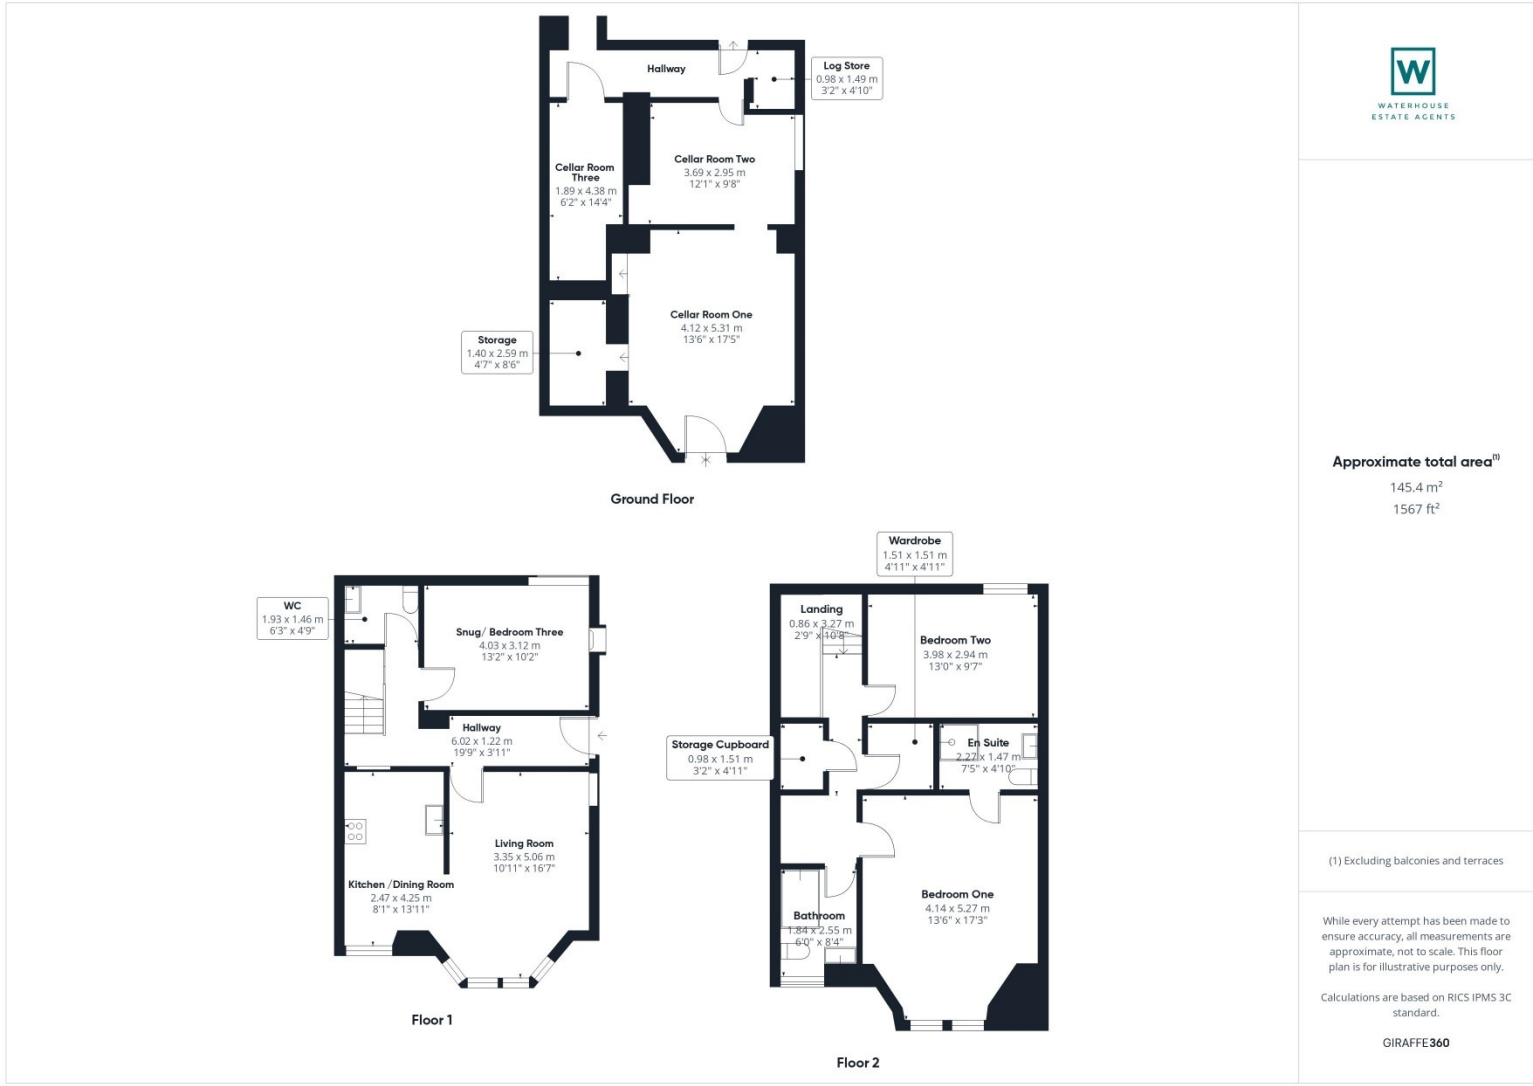 Hallway
Log Store
0.98 x 1.49 m
3'2" x 4'10"
Cellar Room Two
3.69 x 2.95 m
12'1" x 9'8"
Cellar Room
Three
1.89 x 4.38 m
6'2" x 14'4"
Cellar Room One
4.12 x 5.31 m
13'6" x 17'5"
Storage
1.40 x 2.59 m
4'7" x 8'6"
Ground Floor
WC
1.93 x 1.46 m
6'3" x 4'9"
Snug/ Bedroom Three
4.03 x 3.12 m
13'2" x 10'2"
Hallway
6.02 x 1.22 m
19'9" x 3'11"
Living Room
3.35 x 5.06 m
10'11" x 16'7"
Kitchen /Dining Room
2.47 x 4.25 m
8'1" x 13'11"
Floor 1
Wardrobe
1.51 x 1.51 m
4'11" x 4'11"
Landing
0.86 x 3.27 m
2'9" x 10'8"
Bedroom Two
3.98 x 2.94 m
13'0" x 9'7"
Storage Cupboard
0.98 x 1.51 m
3'2" x 4'11"
En Suite
2.27 x 1.47 m
7'5" x 4'10"
Bedroom One
4.14 x 5.27 m
13'6" x 17'3"
Bathroom
1.84 x 2.55 m
6'0" x 8'4"
Floor 2
W
WATERHOUSE
ESTATE AGENTS
Approximate total area(1)
145.4 m²
1567 ft²
(1) Excluding balconies and terraces
While every attempt has been made to
ensure accuracy, all measurements are
approximate, not to scale. This floor
plan is for illustrative purposes only.
Calculations are based on RICS IPMS 3C
standard.
GIRAFFE360